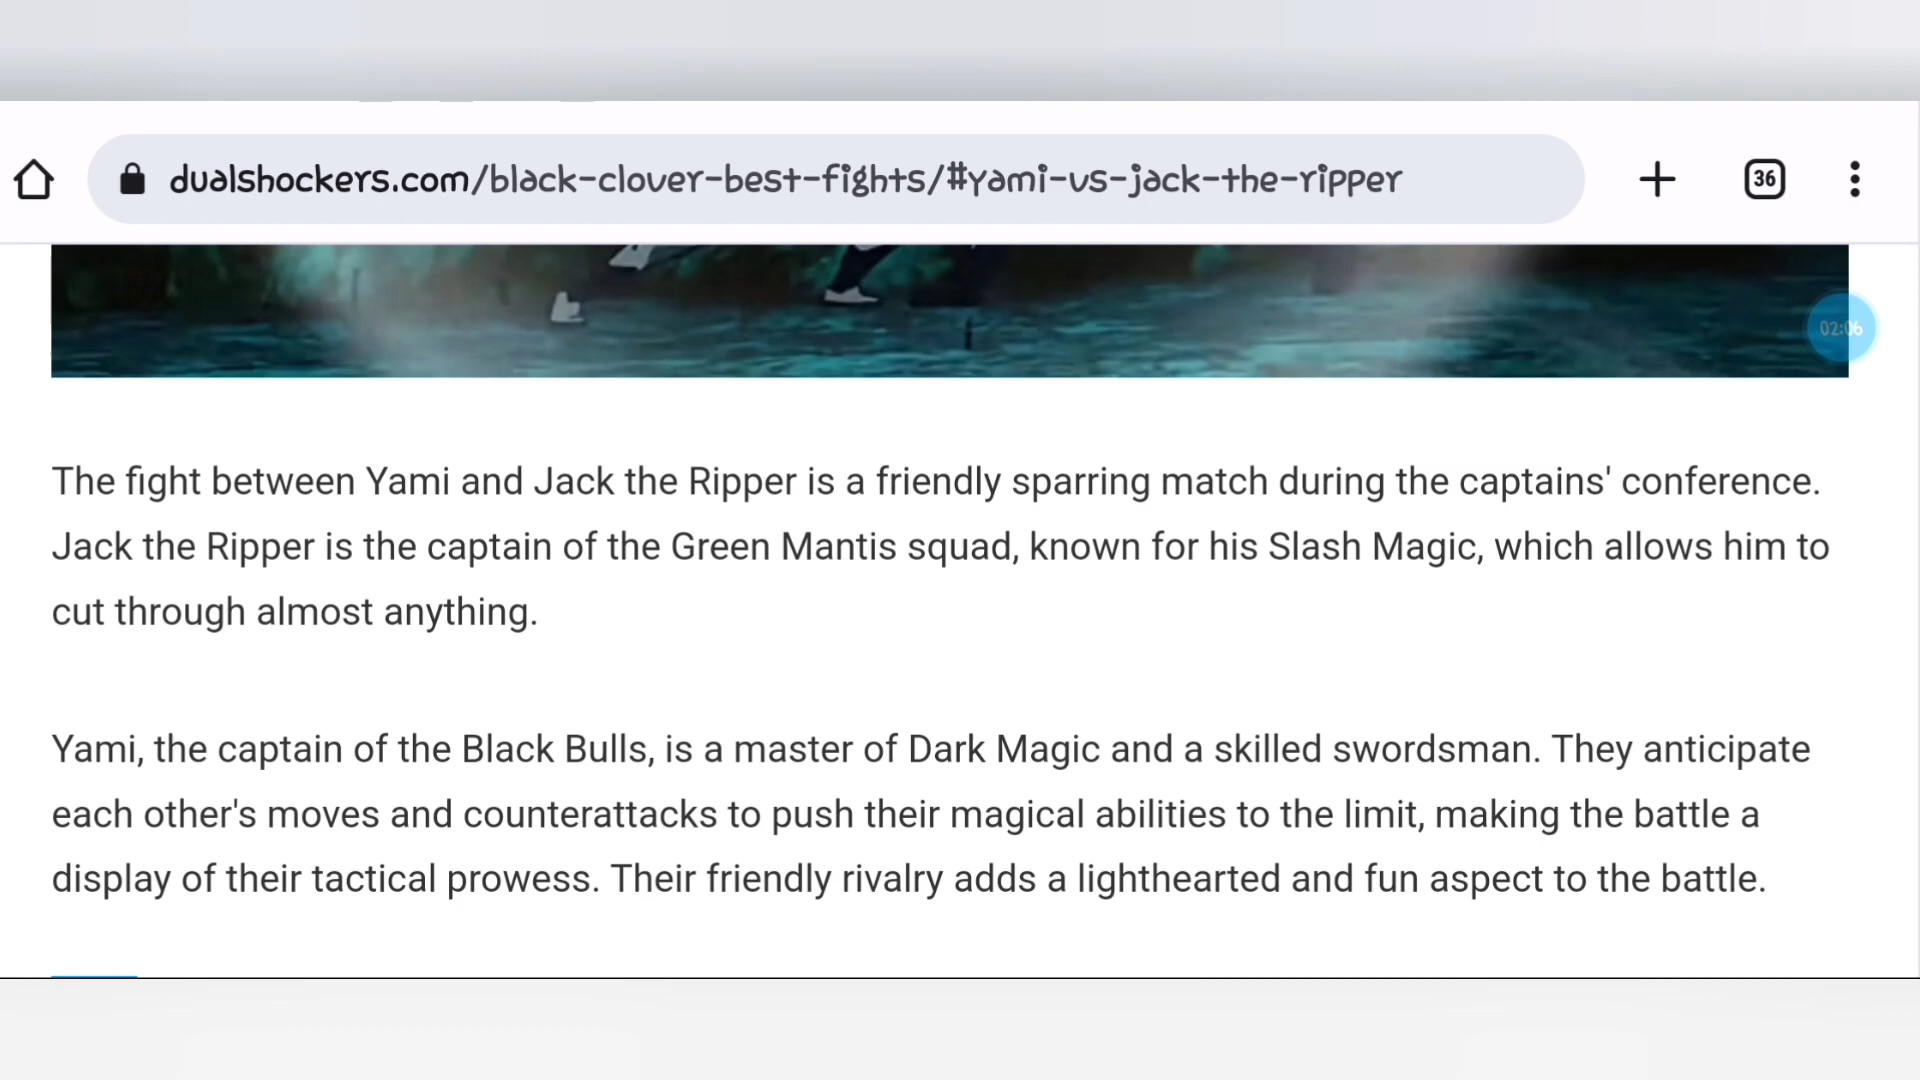 dualshockers.com/black-clover-best-fights/#yami-vs-jack-the-ripper
36
02:06
The fight between Yami and Jack the Ripper is a friendly sparring match during the captains' conference.
Jack the Ripper is the captain of the Green Mantis squad, known for his Slash Magic, which allows him to
cut through almost anything.
Yami, the captain of the Black Bulls, is a master of Dark Magic and a skilled swordsman. They anticipate
each other's moves and counterattacks to push their magical abilities to the limit, making the battle a
display of their tactical prowess. Their friendly rivalry adds a lighthearted and fun aspect to the battle.